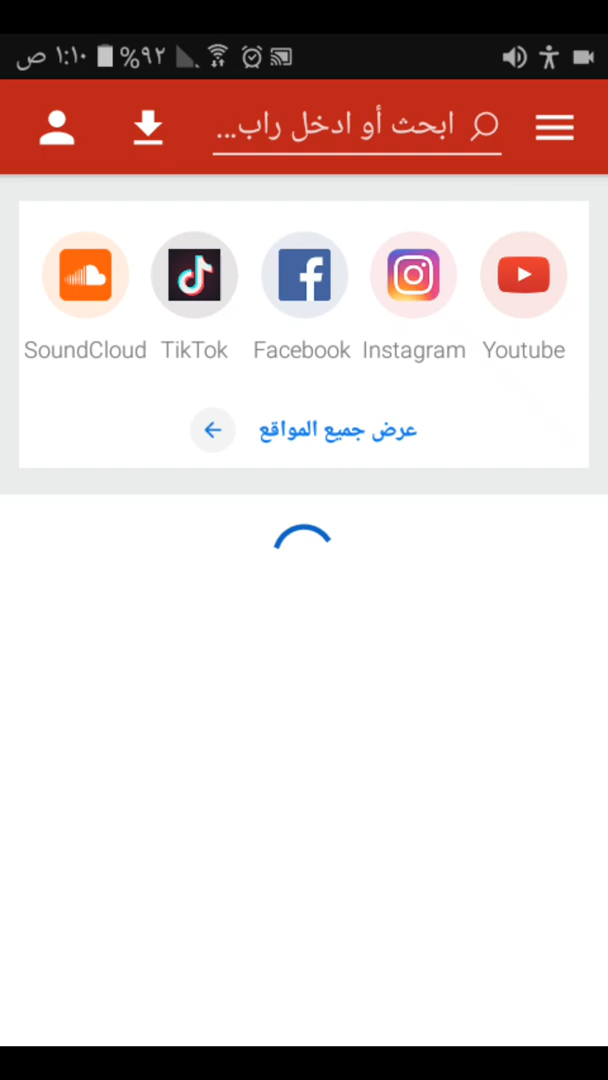 ١:١٠ ص %٩٢
ابحث أو ادخل راب...
Youtube Instagram Facebook TikTok SoundCloud
عرض جميع المواقع